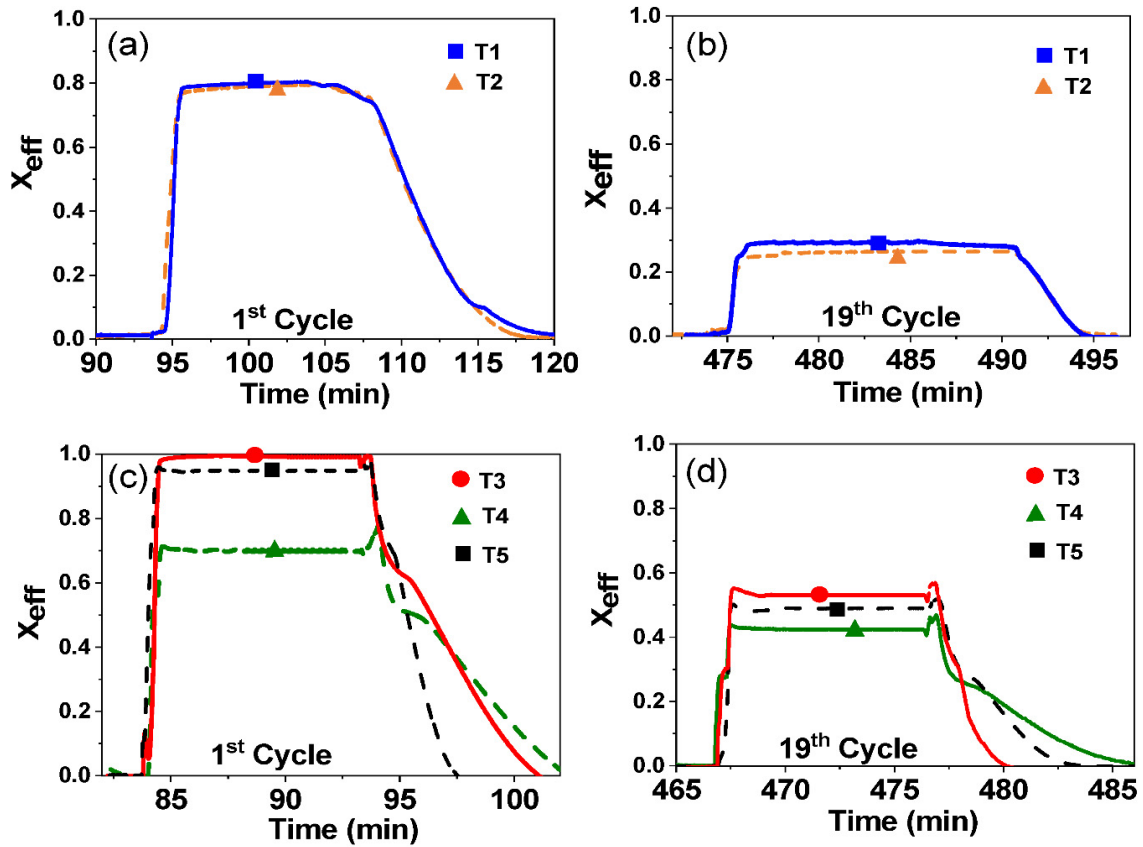 (a)
T1
T2
X_eff
1.0
0.8
0.6
0.4
0.2
0.0
1st Cycle
90 95 100 105 110 115 120
Time (min)
(b)
T1
T2
X_eff
1.0
0.8
0.6
0.4
0.2
0.0
19th Cycle
475 480 485 490 495
Time (min)
(c)
T3
T4
T5
X_eff
1.0
0.8
0.6
0.4
0.2
0.0
1st Cycle
85 90 95 100
Time (min)
(d)
T3
T4
T5
X_eff
1.0
0.8
0.6
0.4
0.2
0.0
19th Cycle
465 470 475 480 485
Time (min)